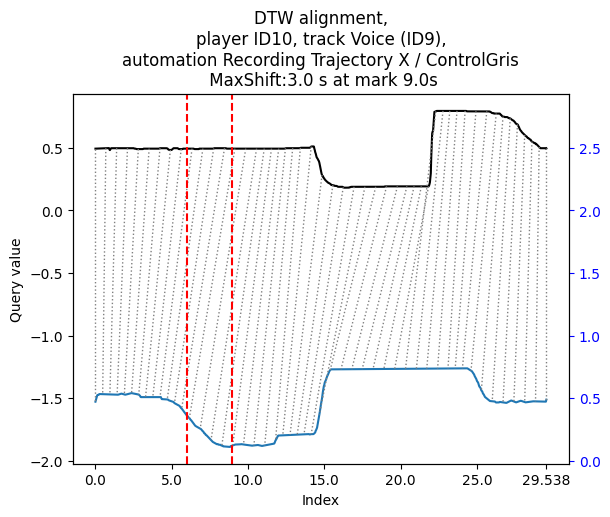 DTW alignment,
player ID10, track Voice (ID9),
automation Recording Trajectory X / ControlGris
MaxShift:3.0 s at mark 9.0s
0.5
0.0
−0.5
−1.0
−1.5
−2.0
Query value
2.5
2.0
1.5
1.0
0.5
0.0
0.0 5.0 10.0 15.0 20.0 25.0 29.538
Index